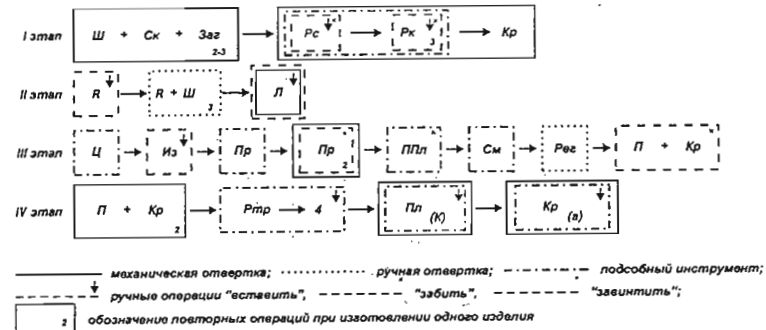 I этап Ш + Ск + Заг 2-3 Рс Рк 3 Кр
II этап R R + Ш 3 Л
III этап Ц Из Пр Пр 2 ППл См Рег П + Кр
IV этап П + Кр 2 Ртр 4 Пл (К) Кр (а)
механическая отвертка; ручная отвертка; подсобный инструмент;
ручные операции "вставить", "забить", "завинтить";
2 обозначение повторных операций при изготовлении одного изделия